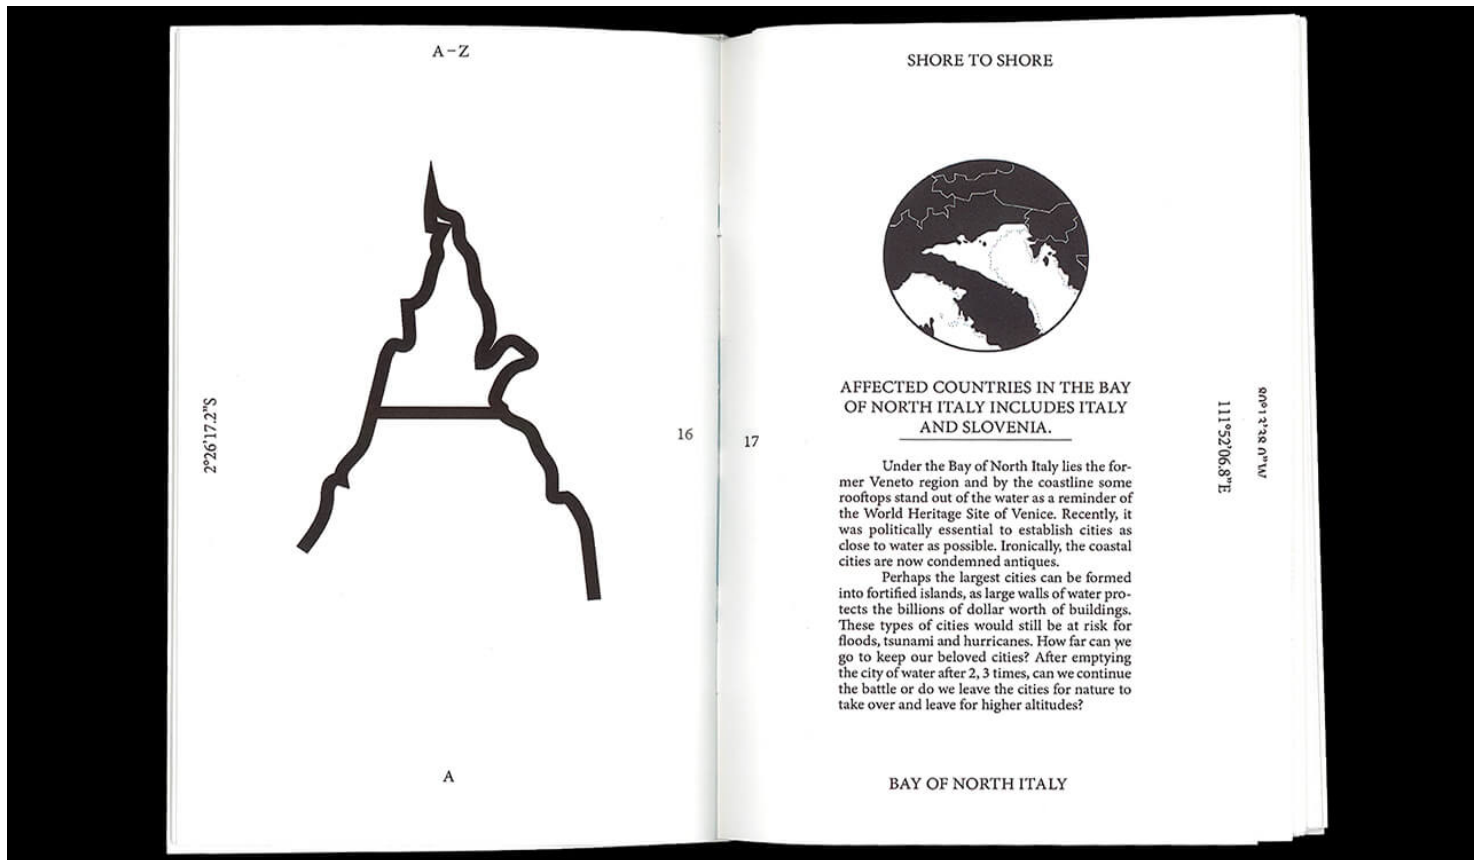 A–Z
2°26'17.2"S
16
A
SHORE TO SHORE
AFFECTED COUNTRIES IN THE BAY
OF NORTH ITALY INCLUDES ITALY
AND SLOVENIA.
17
Under the Bay of North Italy lies the for-
mer Veneto region and by the coastline some
rooftops stand out of the water as a reminder of
the World Heritage Site of Venice. Recently, it
was politically essential to establish cities as
close to water as possible. Ironically, the coastal
cities are now condemned antiques.
Perhaps the largest cities can be formed
into fortified islands, as large walls of water pro-
tects the billions of dollar worth of buildings.
These types of cities would still be at risk for
floods, tsunami and hurricanes. How far can we
go to keep our beloved cities? After emptying
the city of water after 2, 3 times, can we continue
the battle or do we leave the cities for nature to
take over and leave for higher altitudes?
111°52'06.8"E
BAY OF NORTH ITALY